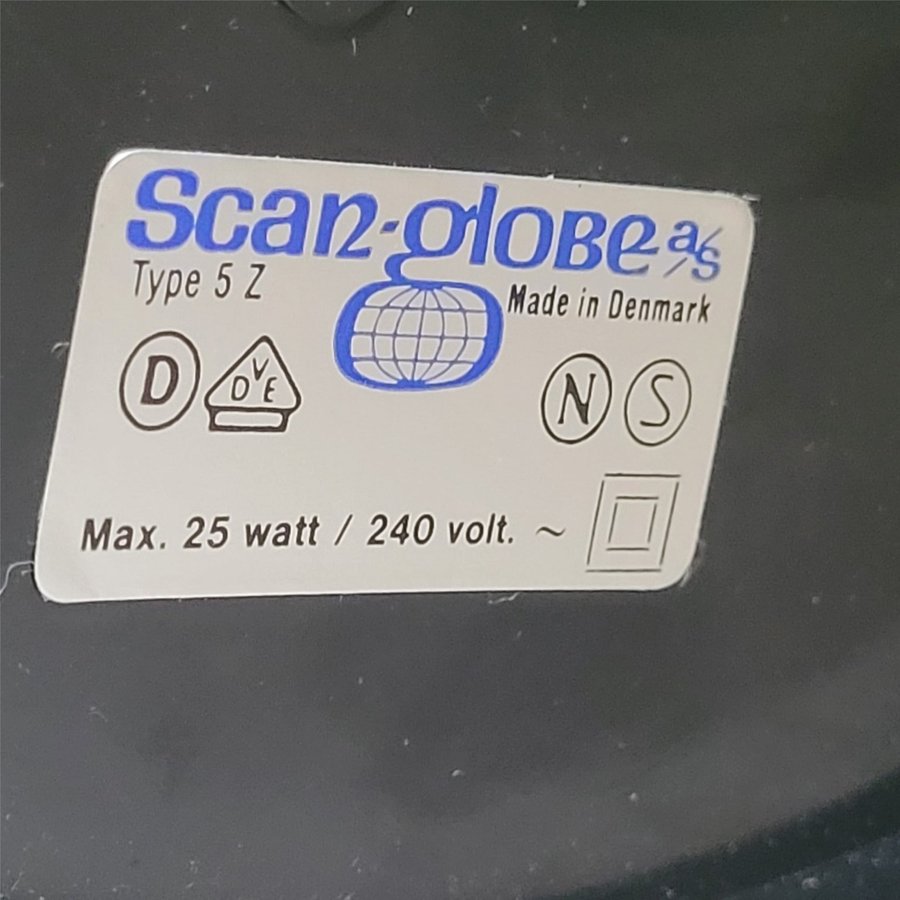 Scan-globe a/s
Type 5 Z
Made in Denmark
D
DVE
N
S
Max. 25 watt / 240 volt. ~